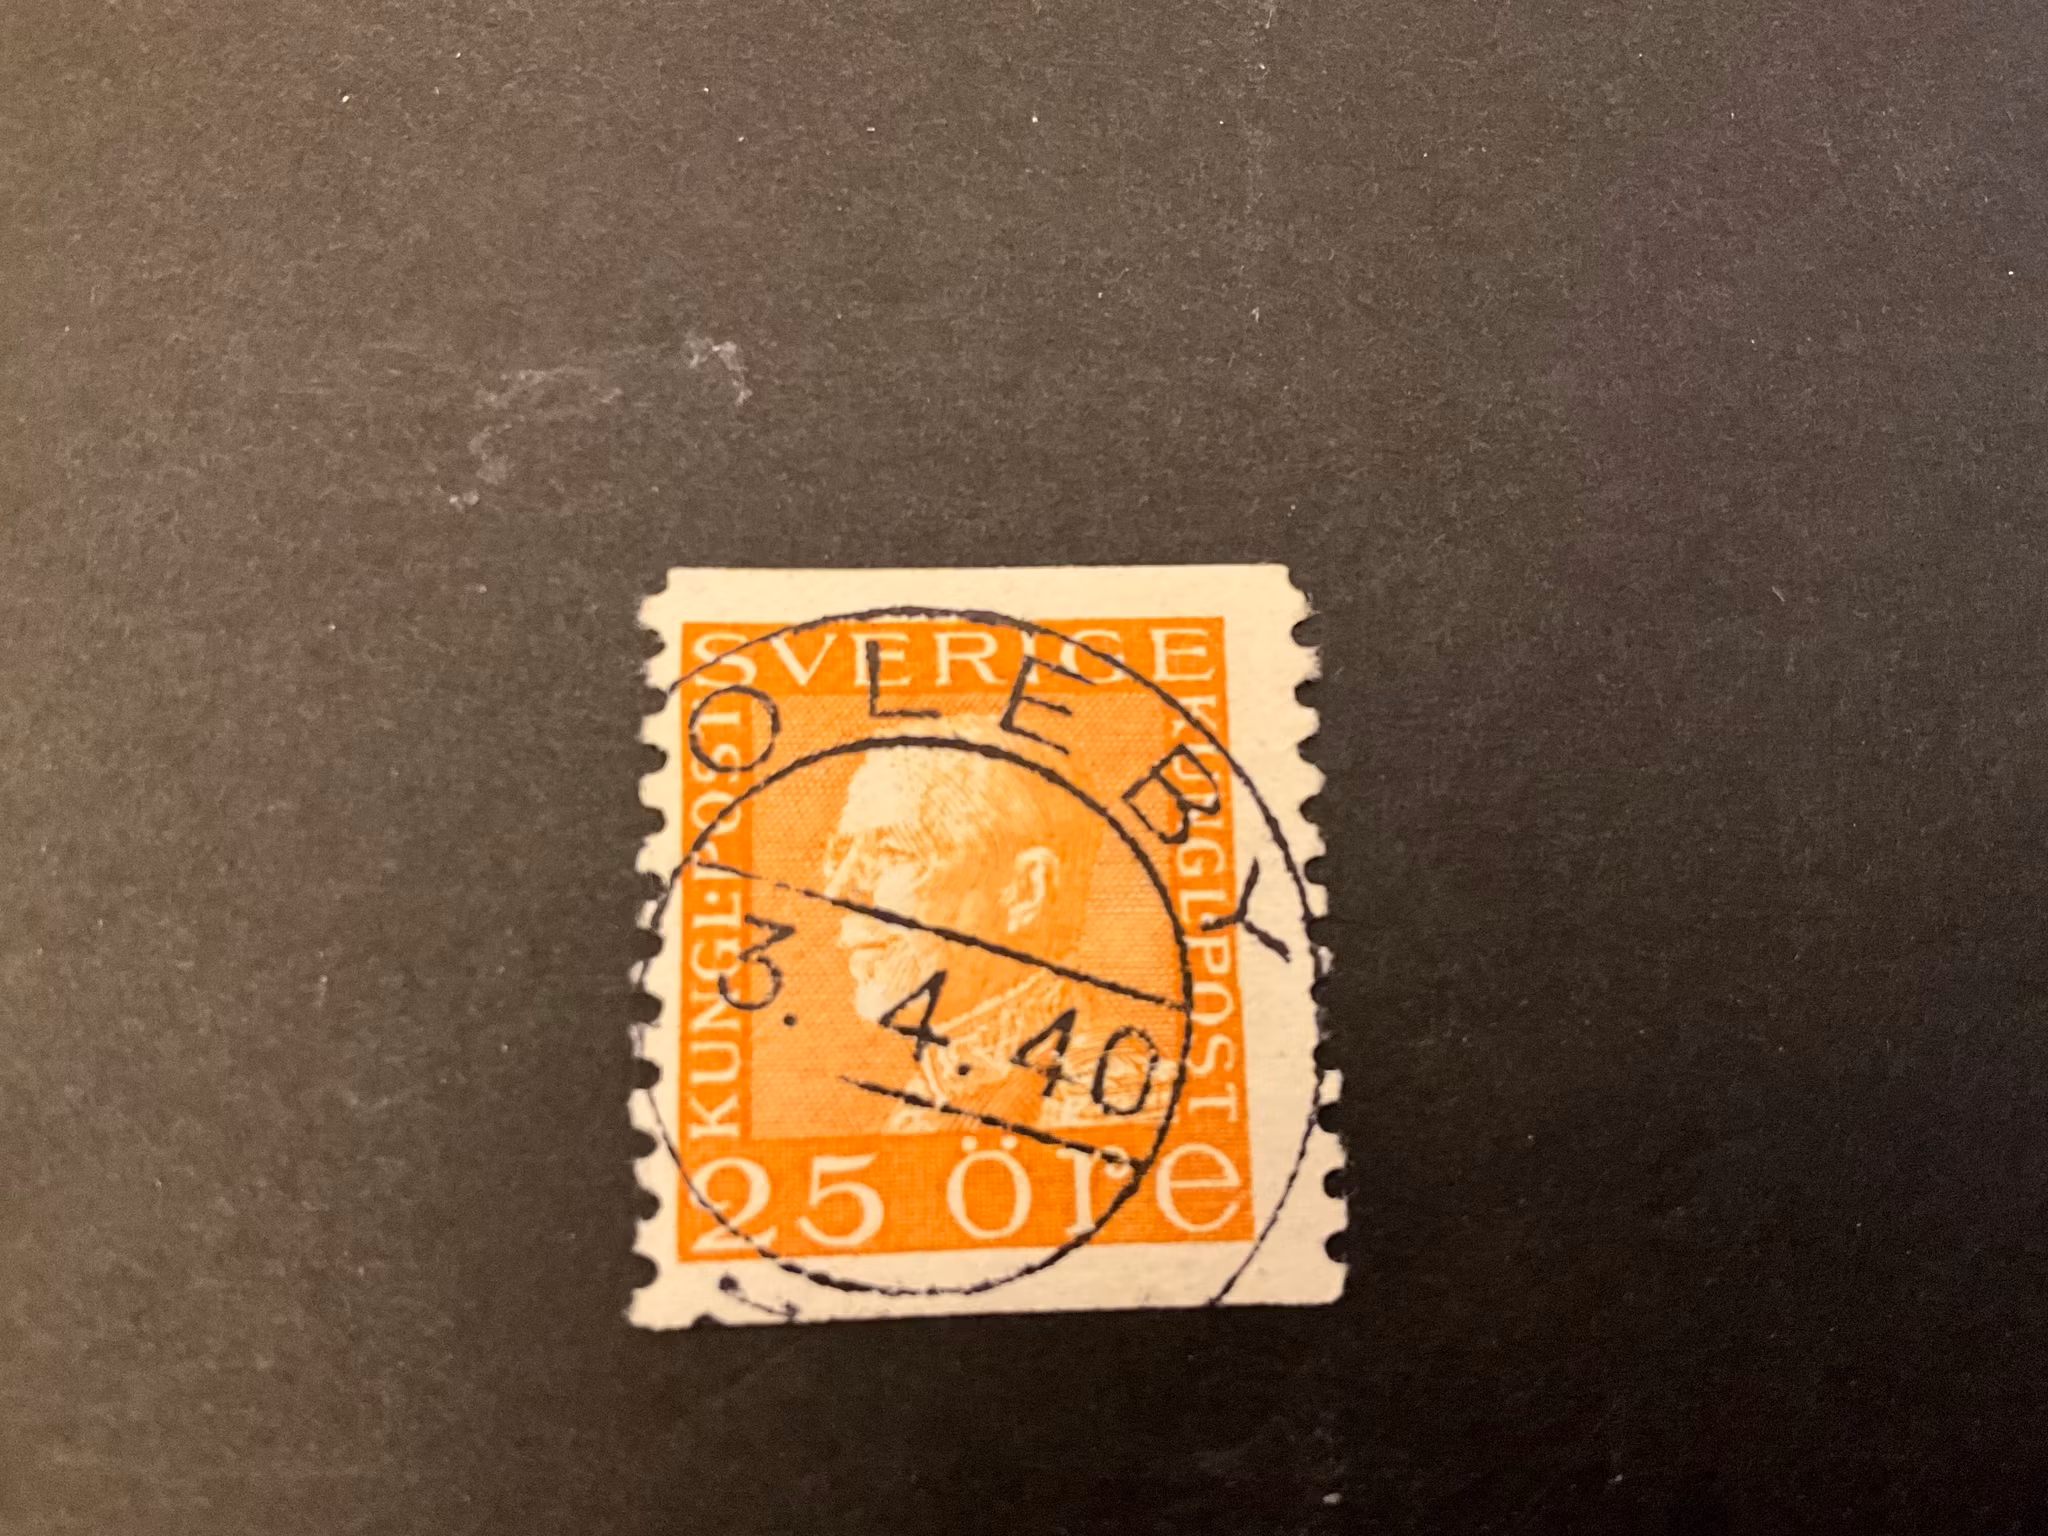 SVERIGE
KUNGL·POST
KUNGL·POST
25 öre
OLEBY
3. 4.40